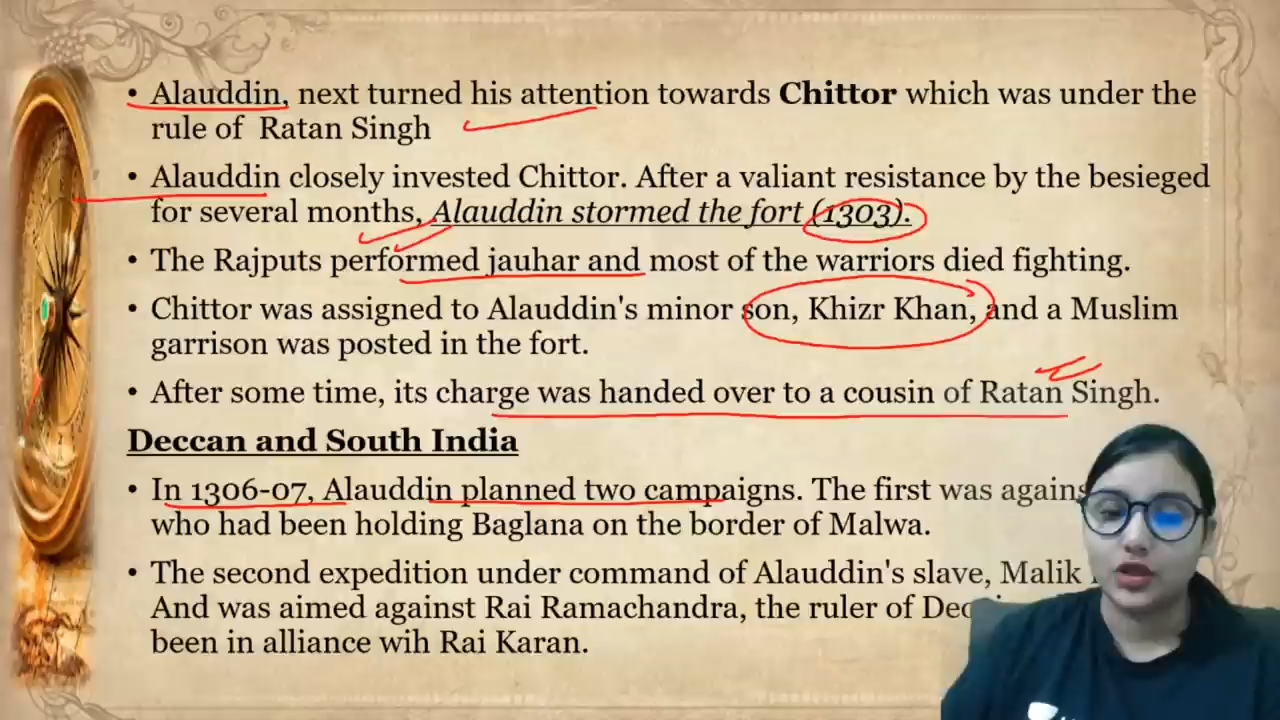 • Alauddin, next turned his attention towards Chittor which was under the
rule of Ratan Singh
• Alauddin closely invested Chittor. After a valiant resistance by the besieged
for several months, Alauddin stormed the fort (1303).
• The Rajputs performed jauhar and most of the warriors died fighting.
• Chittor was assigned to Alauddin's minor son, Khizr Khan, and a Muslim
garrison was posted in the fort.
• After some time, its charge was handed over to a cousin of Ratan Singh.
Deccan and South India
• In 1306-07, Alauddin planned two campaigns. The first was
who had been holding Baglana on the border of Malwa.
• The second expedition under command of Alauddin's slave, Malik
And was aimed against Rai Ramachandra, the ruler of
been in alliance wih Rai Karan.